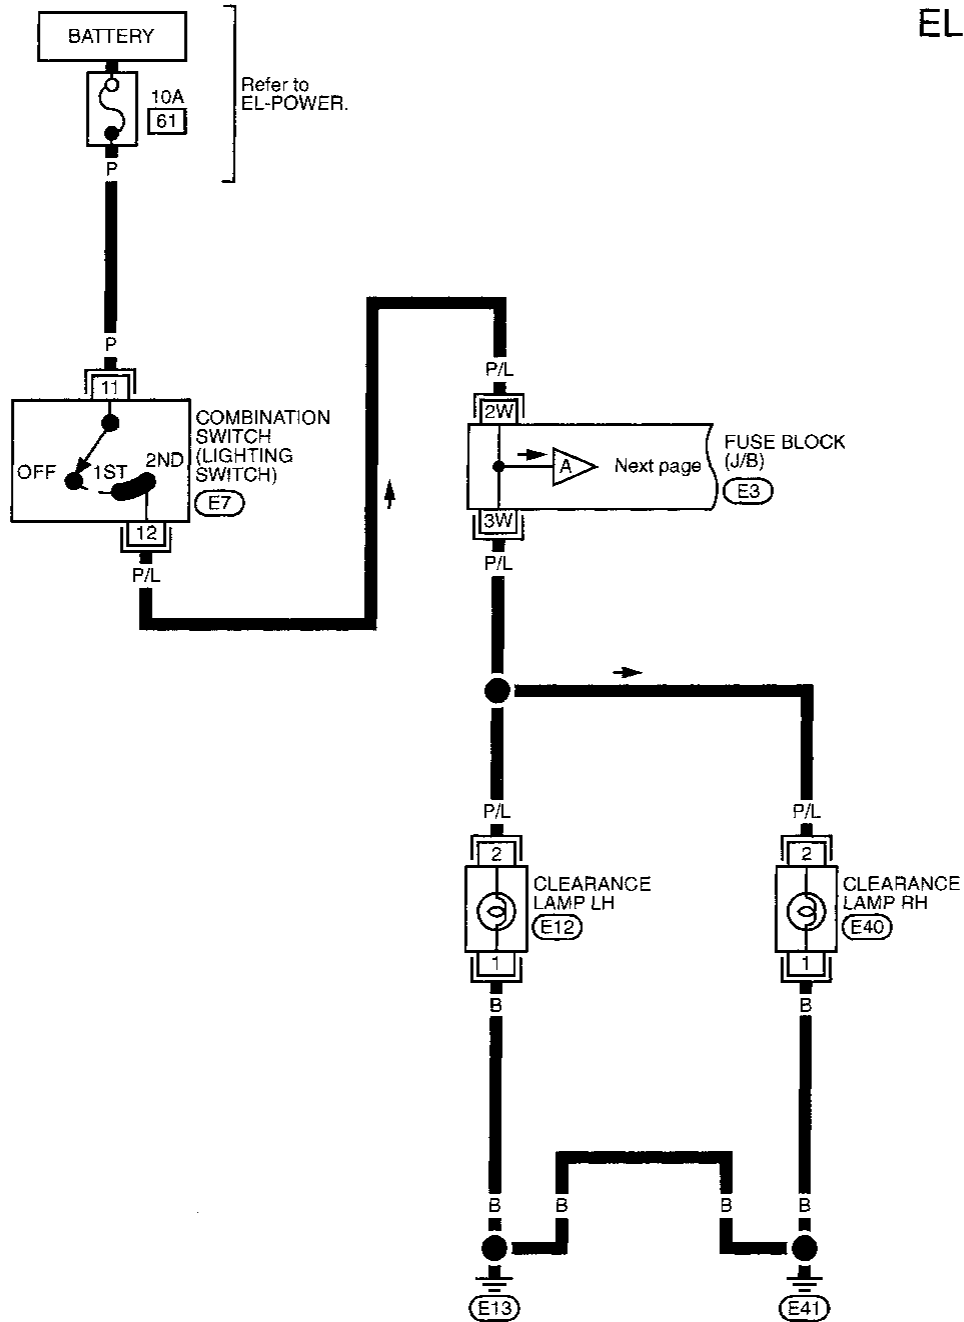 EL
BATTERY
10A
61
Refer to
EL-POWER.
P
P
11
COMBINATION
SWITCH
(LIGHTING
SWITCH)
E7
OFF
1ST
2ND
12
P/L
P/L
2W
A
Next page
FUSE BLOCK
(J/B)
E3
3W
P/L
P/L
P/L
2
2
CLEARANCE
LAMP LH
E12
CLEARANCE
LAMP RH
E40
1
1
B
B
B
B
B
B
E13
E41